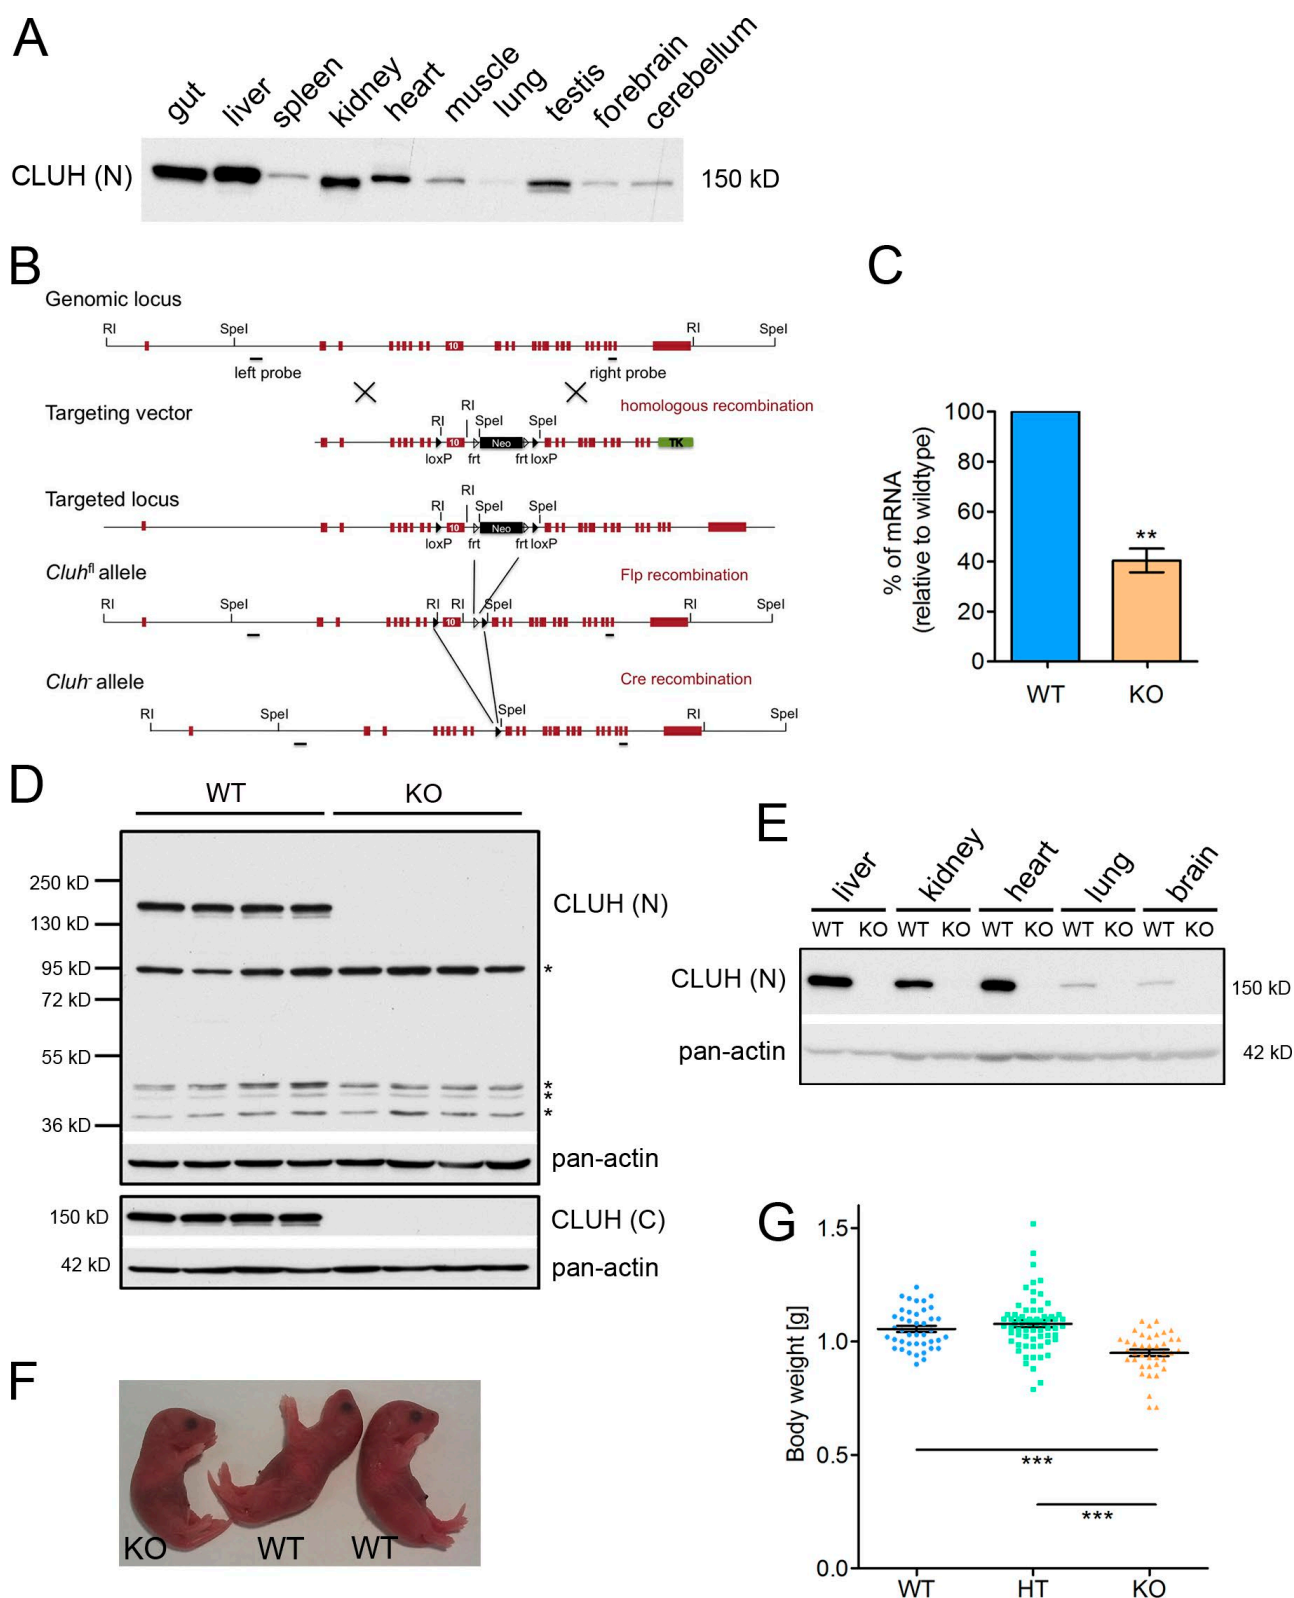 A
gut liver spleen kidney heart muscle lung testis forebrain cerebellum
CLUH (N)
150 kD
B
Genomic locus
RI SpeI RI SpeI
10
left probe right probe
Targeting vector
homologous recombination
RI
RI SpeI SpeI
10 Neo TK
loxP frt frt loxP
Targeted locus
RI
RI SpeI SpeI
10 Neo
loxP frt frt loxP
Cluhfl allele
Flp recombination
RI SpeI RI RI SpeI RI SpeI
10
Cluh- allele
Cre recombination
RI SpeI SpeI RI SpeI
C
% of mRNA
(relative to wildtype)
100
80
60
40
20
0
**
WT KO
D
WT KO
250 kD
130 kD
95 kD
72 kD
55 kD
36 kD
CLUH (N)
*
*
*
*
pan-actin
150 kD
CLUH (C)
42 kD
pan-actin
E
liver kidney heart lung brain
WT KO WT KO WT KO WT KO WT KO
CLUH (N)
150 kD
pan-actin
42 kD
F
KO WT WT
G
Body weight [g]
1.5
1.0
0.5
0.0
***
***
WT HT KO